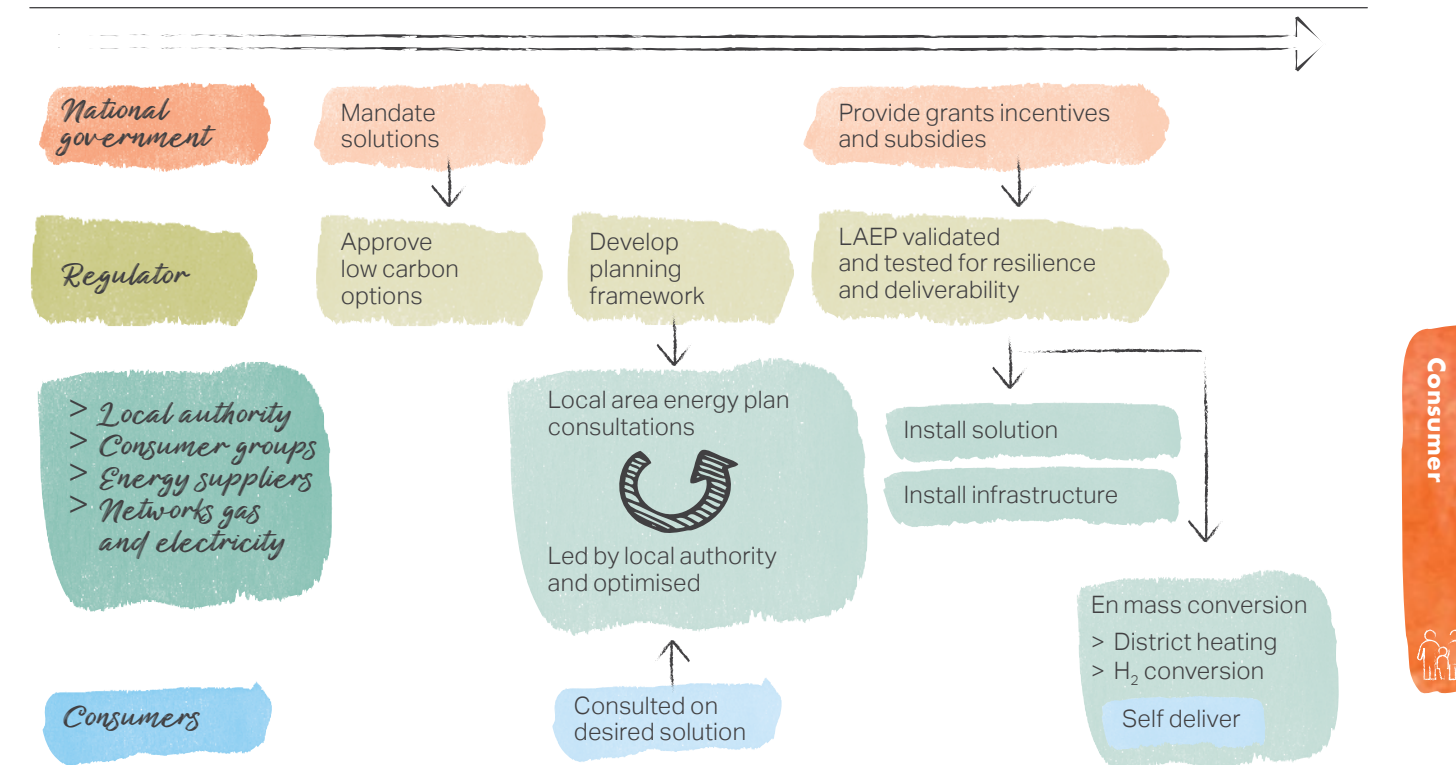 National
government
Mandate
solutions
Provide grants incentives
and subsidies
Regulator
Approve
low carbon
options
Develop
planning
framework
LAEP validated
and tested for resilience
and deliverability
> Local authority
> Consumer groups
> Energy suppliers
> Networks gas
and electricity
Local area energy plan
consultations
Led by local authority
and optimised
Install solution
Install infrastructure
En mass conversion
> District heating
> H₂ conversion
Self deliver
Consumers
Consulted on
desired solution
Consumer